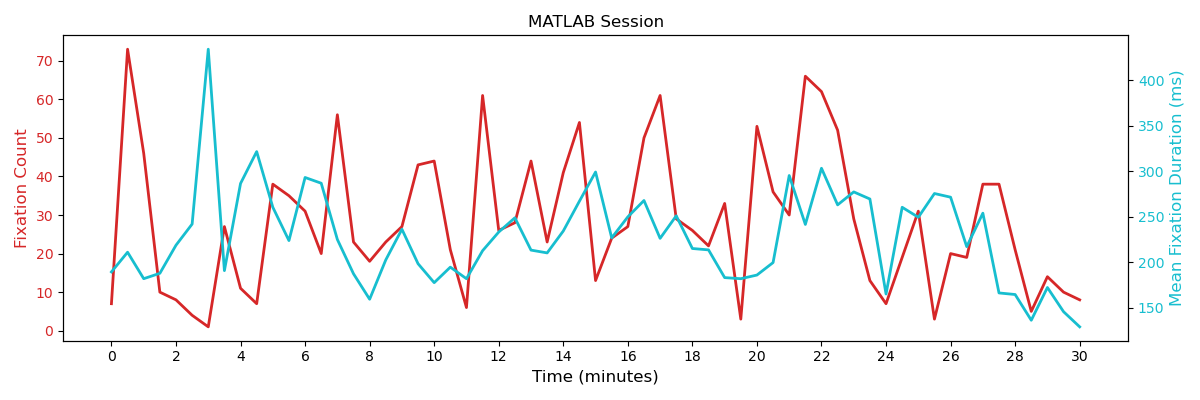 MATLAB Session
Fixation Count
70
60
50
40
30
20
10
0
400
350
300
250
200
150
Mean Fixation Duration (ms)
0 2 4 6 8 10 12 14 16 18 20 22 24 26 28 30
Time (minutes)